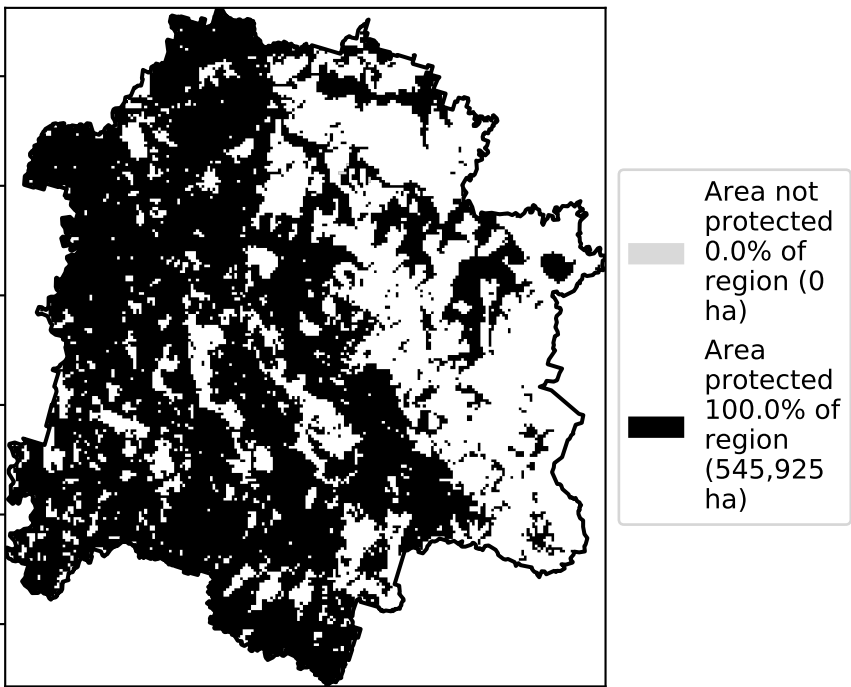 Area not
protected
0.0% of
region (0
ha)
Area
protected
100.0% of
region
(545,925
ha)